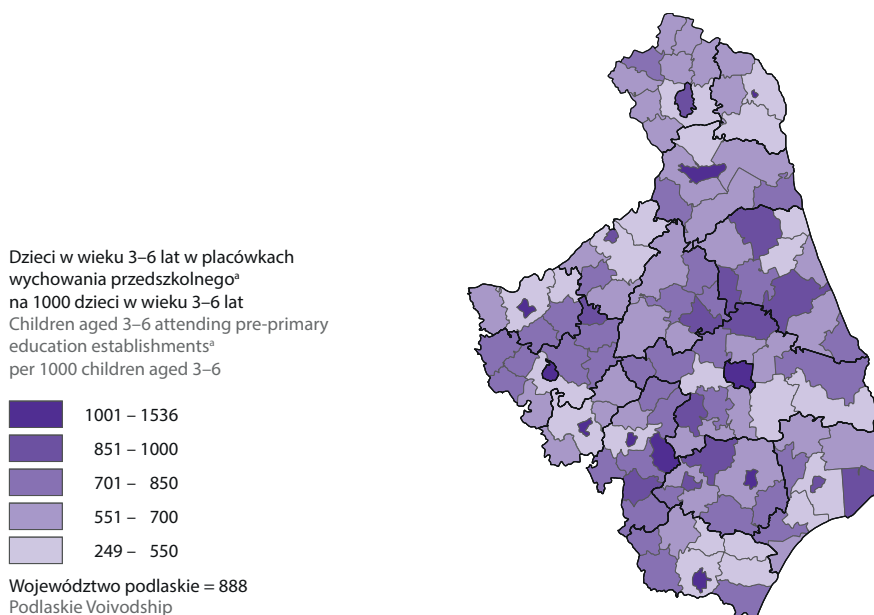 Dzieci w wieku 3–6 lat w placówkach
wychowania przedszkolnegoᵃ
na 1000 dzieci w wieku 3–6 lat
Children aged 3–6 attending pre-primary
education establishmentsᵃ
per 1000 children aged 3–6
1001 – 1536
851 – 1000
701 – 850
551 – 700
249 – 550
Województwo podlaskie = 888
Podlaskie Voivodship